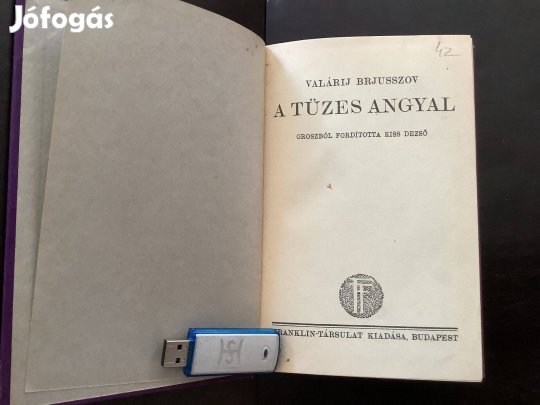 Jófogás
42
VALÁRIJ BRJUSSZOV
A TÜZES ANGYAL
OROSZBÓL FORDÍTOTTA KISS DEZSŐ
FRANKLIN-TÁRSULAT KIADÁSA, BUDAPEST